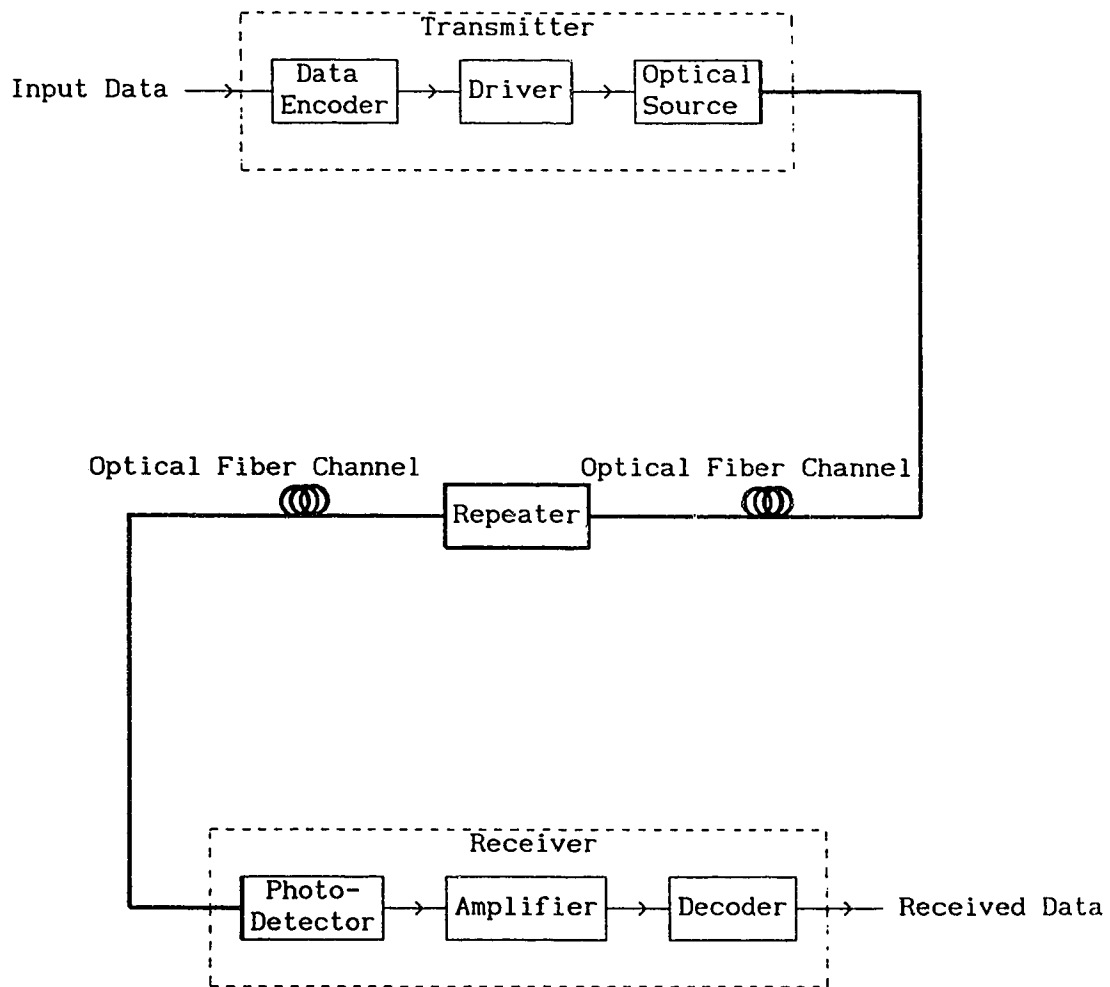 Transmitter
Input Data
Data
Encoder
Driver
Optical
Source
Optical Fiber Channel
Optical Fiber Channel
Repeater
Receiver
Photo-
Detector
Amplifier
Decoder
Received Data